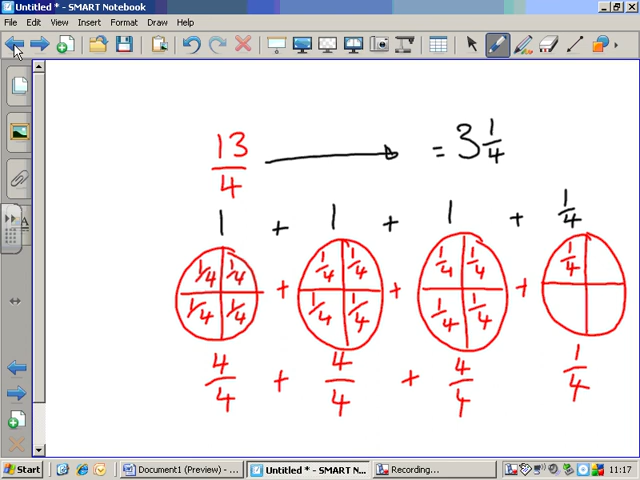 Untitled * - SMART Notebook
File Edit View Insert Format Draw Help
13/4 = 3 1/4
1 + 1 + 1 + 1/4
1/4 1/4 1/4 1/4 1/4 1/4 1/4
+ + +
1/4 1/4 1/4 1/4 1/4 1/4
4/4 + 4/4 + 4/4 1/4
Start Document1 (Preview) - ... Untitled * - SMART No... Recording... 11:17